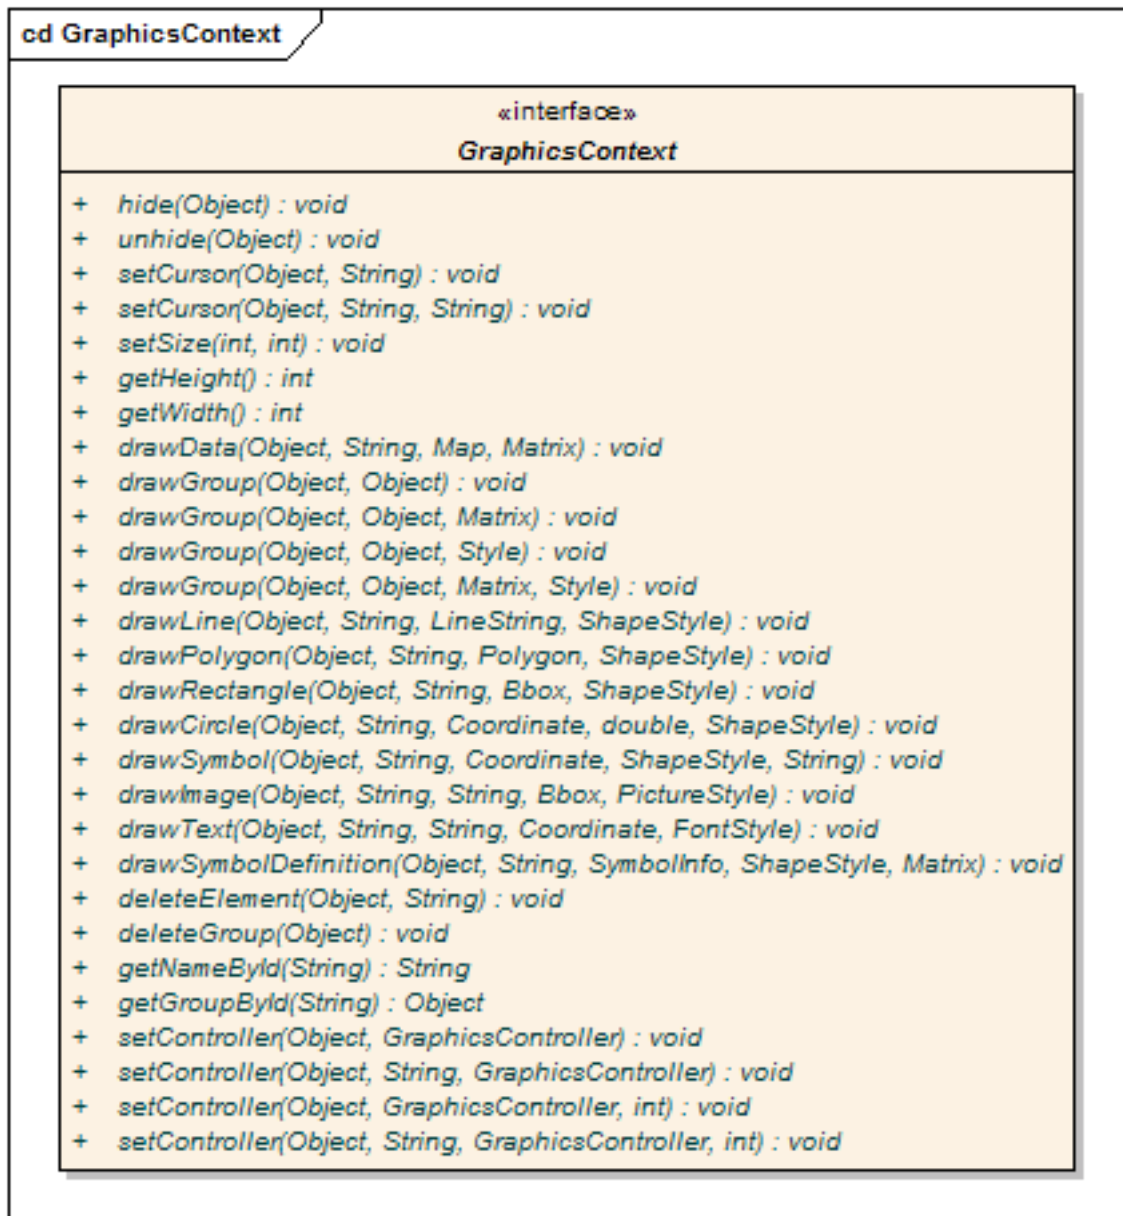 cd GraphicsContext
«interface»
GraphicsContext
+ hide(Object) : void
+ unhide(Object) : void
+ setCursor(Object, String) : void
+ setCursor(Object, String, String) : void
+ setSize(int, int) : void
+ getHeight() : int
+ getWidth() : int
+ drawData(Object, String, Map, Matrix) : void
+ drawGroup(Object, Object) : void
+ drawGroup(Object, Object, Matrix) : void
+ drawGroup(Object, Object, Style) : void
+ drawGroup(Object, Object, Matrix, Style) : void
+ drawLine(Object, String, LineString, ShapeStyle) : void
+ drawPolygon(Object, String, Polygon, ShapeStyle) : void
+ drawRectangle(Object, String, Bbox, ShapeStyle) : void
+ drawCircle(Object, String, Coordinate, double, ShapeStyle) : void
+ drawSymbol(Object, String, Coordinate, ShapeStyle, String) : void
+ drawImage(Object, String, String, Bbox, PictureStyle) : void
+ drawText(Object, String, String, Coordinate, FontStyle) : void
+ drawSymbolDefinition(Object, String, SymbolInfo, ShapeStyle, Matrix) : void
+ deleteElement(Object, String) : void
+ deleteGroup(Object) : void
+ getNameById(String) : String
+ getGroupById(String) : Object
+ setController(Object, GraphicsController) : void
+ setController(Object, String, GraphicsController) : void
+ setController(Object, GraphicsController, int) : void
+ setController(Object, String, GraphicsController, int) : void